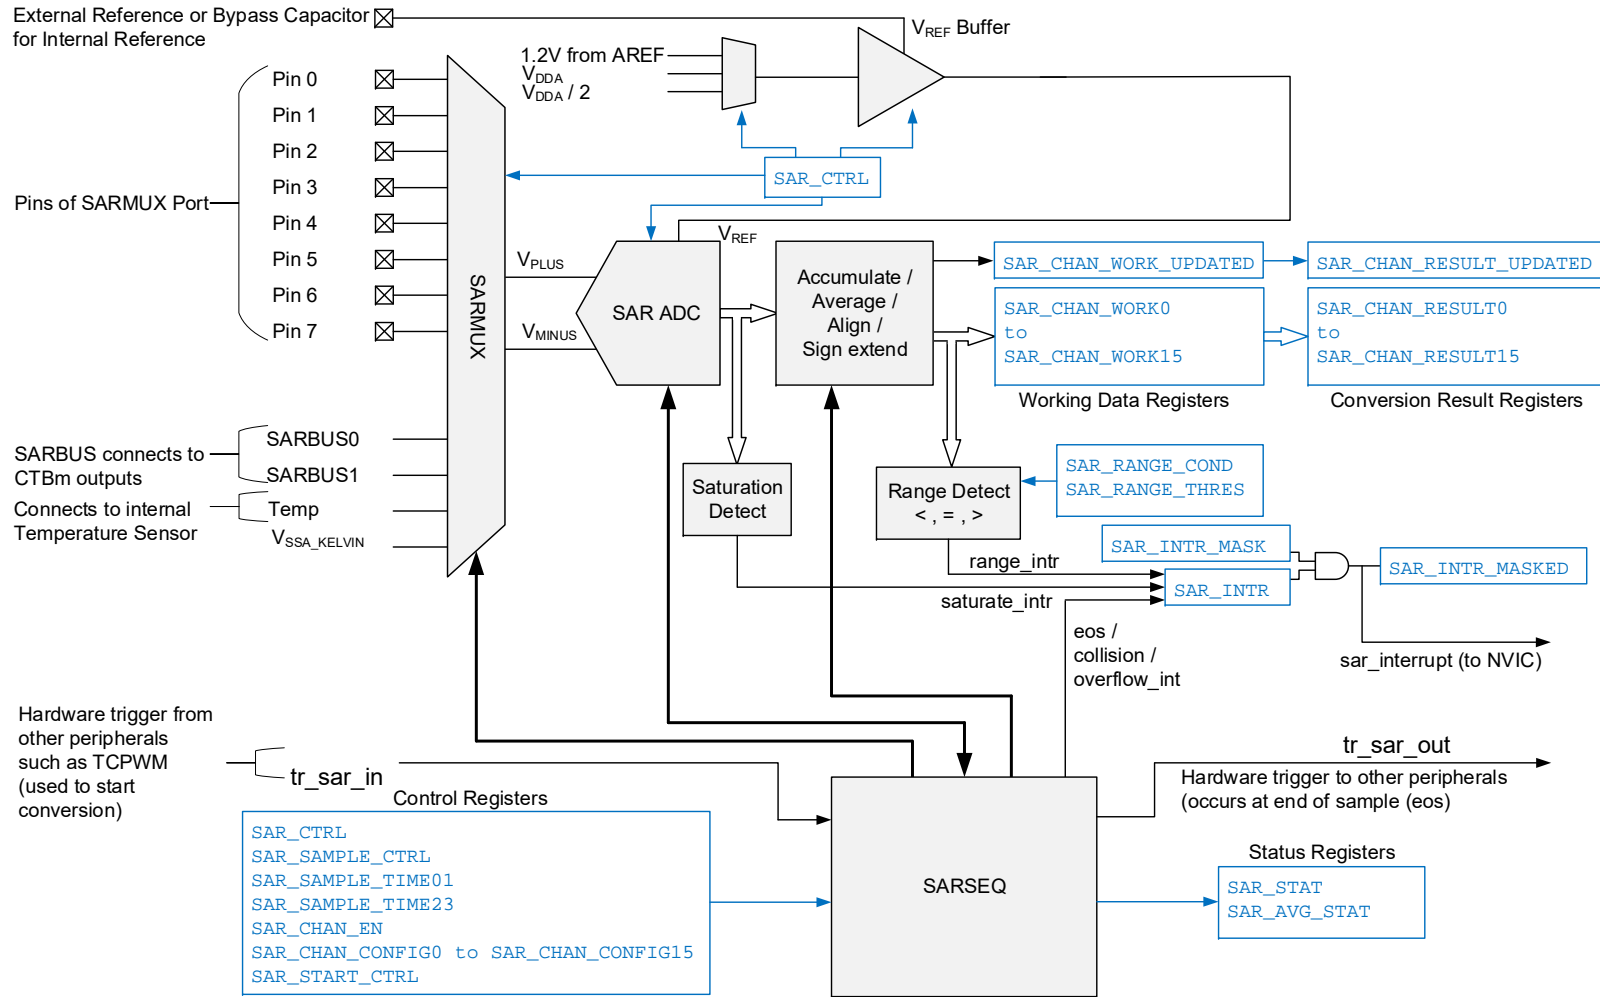 External Reference or Bypass Capacitor
for Internal Reference
VREF Buffer
1.2V from AREF
VDDA
VDDA / 2
Pin 0
Pin 1
Pin 2
Pin 3
Pin 4
Pin 5
Pin 6
Pin 7
Pins of SARMUX Port
SAR_CTRL
VREF
VPLUS
VMINUS
SARMUX
SAR ADC
Accumulate /
Average /
Align /
Sign extend
SAR_CHAN_WORK_UPDATED
SAR_CHAN_RESULT_UPDATED
SAR_CHAN_WORK0
to
SAR_CHAN_WORK15
SAR_CHAN_RESULT0
to
SAR_CHAN_RESULT15
Working Data Registers
Conversion Result Registers
SARBUS connects to
CTBm outputs
SARBUS0
SARBUS1
Connects to internal
Temperature Sensor
Temp
VSSA_KELVIN
Saturation
Detect
Range Detect
< , = , >
SAR_RANGE_COND
SAR_RANGE_THRES
SAR_INTR_MASK
SAR_INTR
SAR_INTR_MASKED
range_intr
saturate_intr
eos /
collision /
overflow_int
sar_interrupt (to NVIC)
Hardware trigger from
other peripherals
such as TCPWM
(used to start
conversion)
tr_sar_in
tr_sar_out
Hardware trigger to other peripherals
(occurs at end of sample (eos)
Control Registers
SAR_CTRL
SAR_SAMPLE_CTRL
SAR_SAMPLE_TIME01
SAR_SAMPLE_TIME23
SAR_CHAN_EN
SAR_CHAN_CONFIG0 to SAR_CHAN_CONFIG15
SAR_START_CTRL
SARSEQ
Status Registers
SAR_STAT
SAR_AVG_STAT